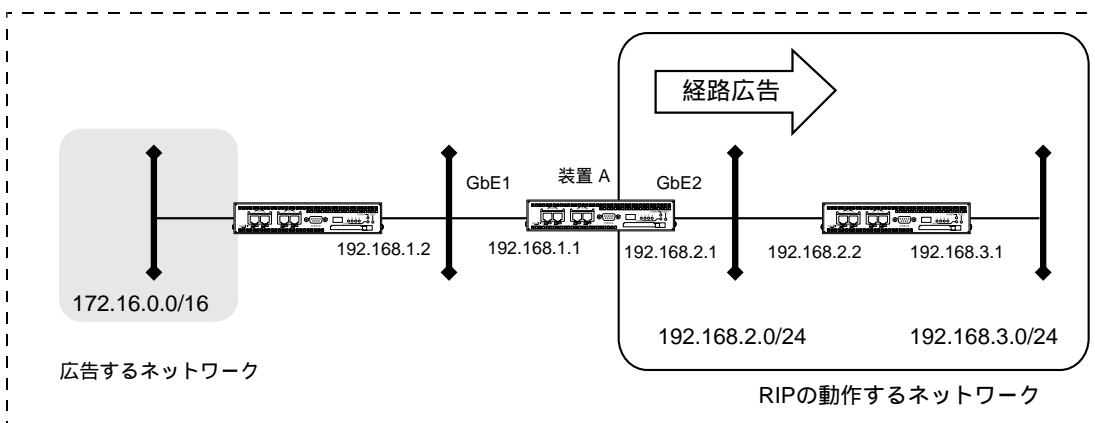 経路広告
GbE1
装置 A
GbE2
192.168.1.2
192.168.1.1
192.168.2.1
192.168.2.2
192.168.3.1
172.16.0.0/16
192.168.2.0/24
192.168.3.0/24
広告するネットワーク
RIPの動作するネットワーク